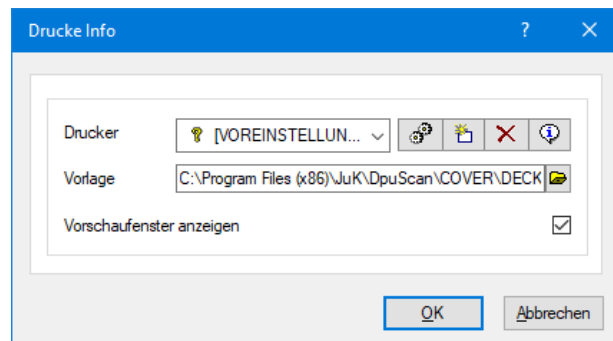 Drucke Info
Drucker [VOREINSTELLUN...
Vorlage C:\Program Files (x86)\JuK\DpuScan\COVER\DECK
Vorschaufenster anzeigen
OK Abbrechen